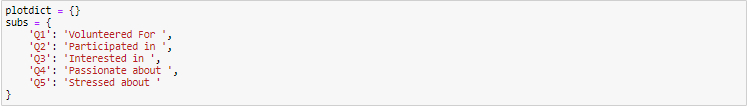 plotdict = {}
subs = {
    'Q1': 'Volunteered For ',
    'Q2': 'Participated in ',
    'Q3': 'Interested in ',
    'Q4': 'Passionate about ',
    'Q5': 'Stressed about '
}